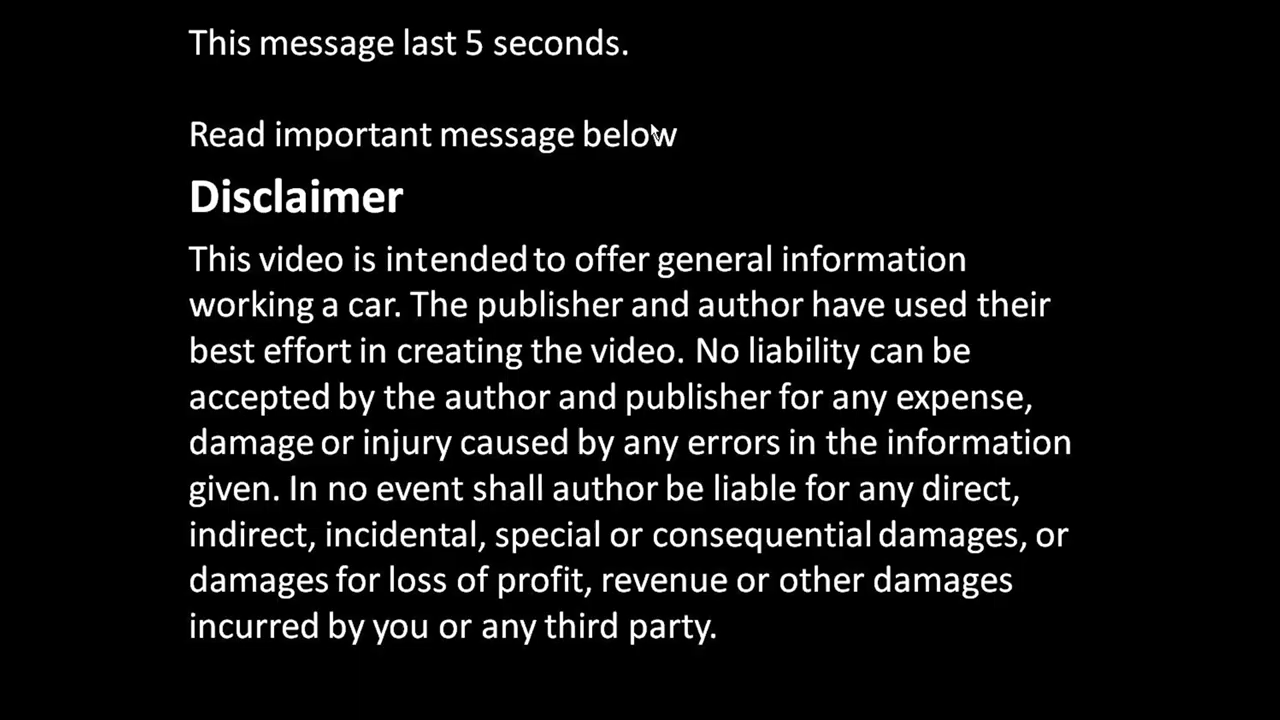 This message last 5 seconds.
Read important message below
Disclaimer
This video is intended to offer general information
working a car. The publisher and author have used their
best effort in creating the video. No liability can be
accepted by the author and publisher for any expense,
damage or injury caused by any errors in the information
given. In no event shall author be liable for any direct,
indirect, incidental, special or consequential damages, or
damages for loss of profit, revenue or other damages
incurred by you or any third party.